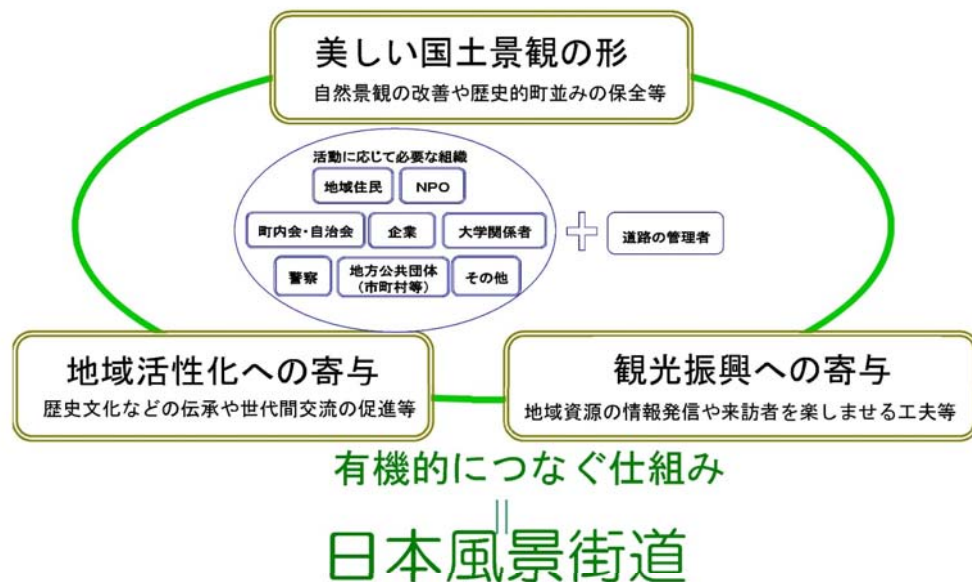 美しい国土景観の形
自然景観の改善や歴史的町並みの保全等
活動に応じて必要な組織
地域住民
NPO
町内会・自治会
企業
大学関係者
道路の管理者
警察
地方公共団体
(市町村等)
その他
地域活性化への寄与
歴史文化などの伝承や世代間交流の促進等
観光振興への寄与
地域資源の情報発信や来訪者を楽しませる工夫等
有機的につなぐ仕組み
日本風景街道